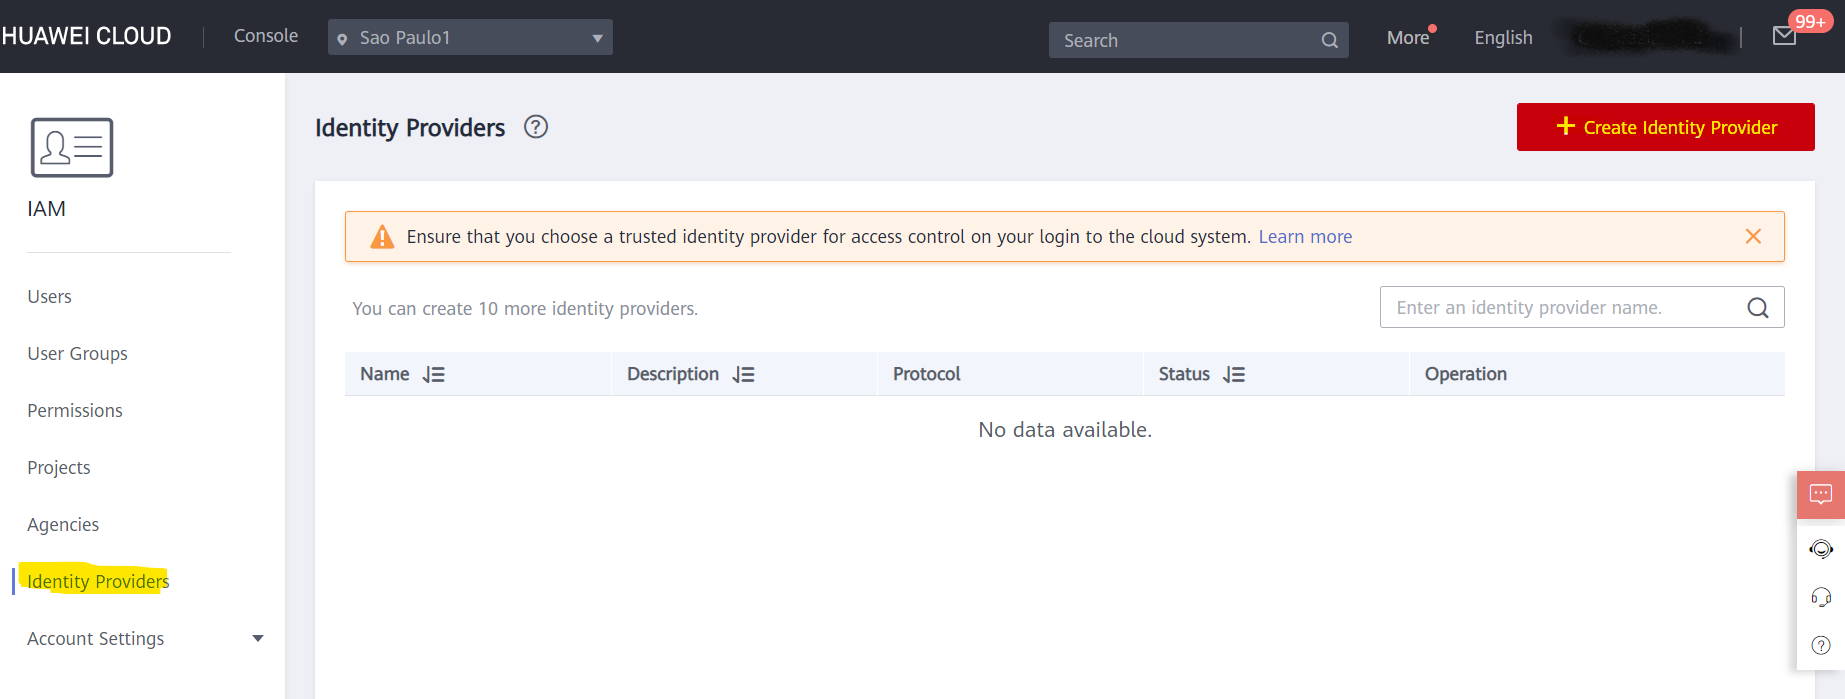 HUAWEI CLOUD Console Sao Paulo1 Search More English 99+
IAM
Users
User Groups
Permissions
Projects
Agencies
Identity Providers
Account Settings
Identity Providers ?
+ Create Identity Provider
Ensure that you choose a trusted identity provider for access control on your login to the cloud system. Learn more
You can create 10 more identity providers.
Enter an identity provider name.
Name Description Protocol Status Operation
No data available.